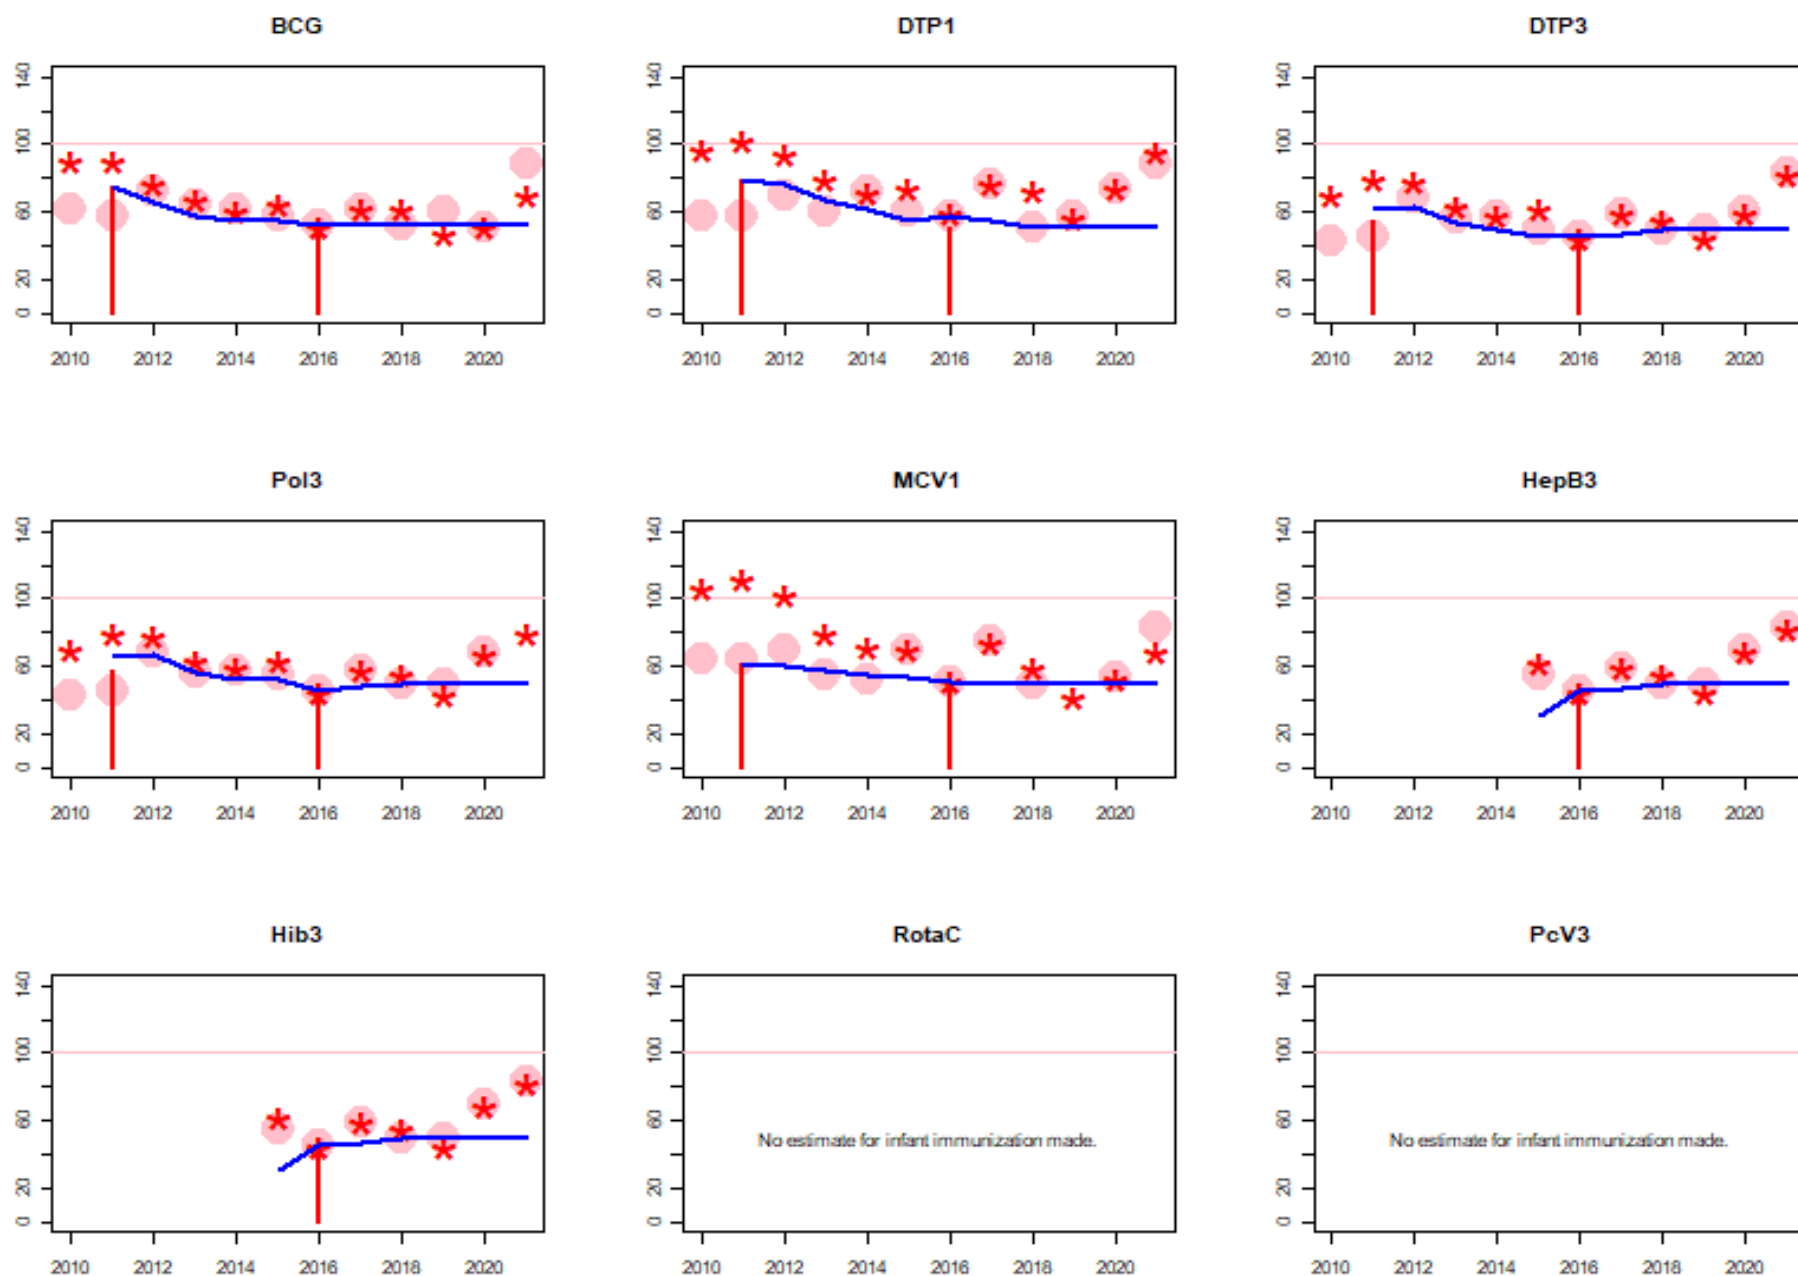 BCG DTP1 DTP3
0 20 60 100 140 0 20 60 100 140 0 20 60 100 140
2010 2012 2014 2016 2018 2020 2010 2012 2014 2016 2018 2020 2010 2012 2014 2016 2018 2020
Pol3 MCV1 HepB3
0 20 60 100 140 0 20 60 100 140 0 20 60 100 140
2010 2012 2014 2016 2018 2020 2010 2012 2014 2016 2018 2020 2010 2012 2014 2016 2018 2020
Hib3 RotaC PcV3
0 20 60 100 140 0 20 60 100 140 0 20 60 100 140
No estimate for infant immunization made. No estimate for infant immunization made.
2010 2012 2014 2016 2018 2020 2010 2012 2014 2016 2018 2020 2010 2012 2014 2016 2018 2020